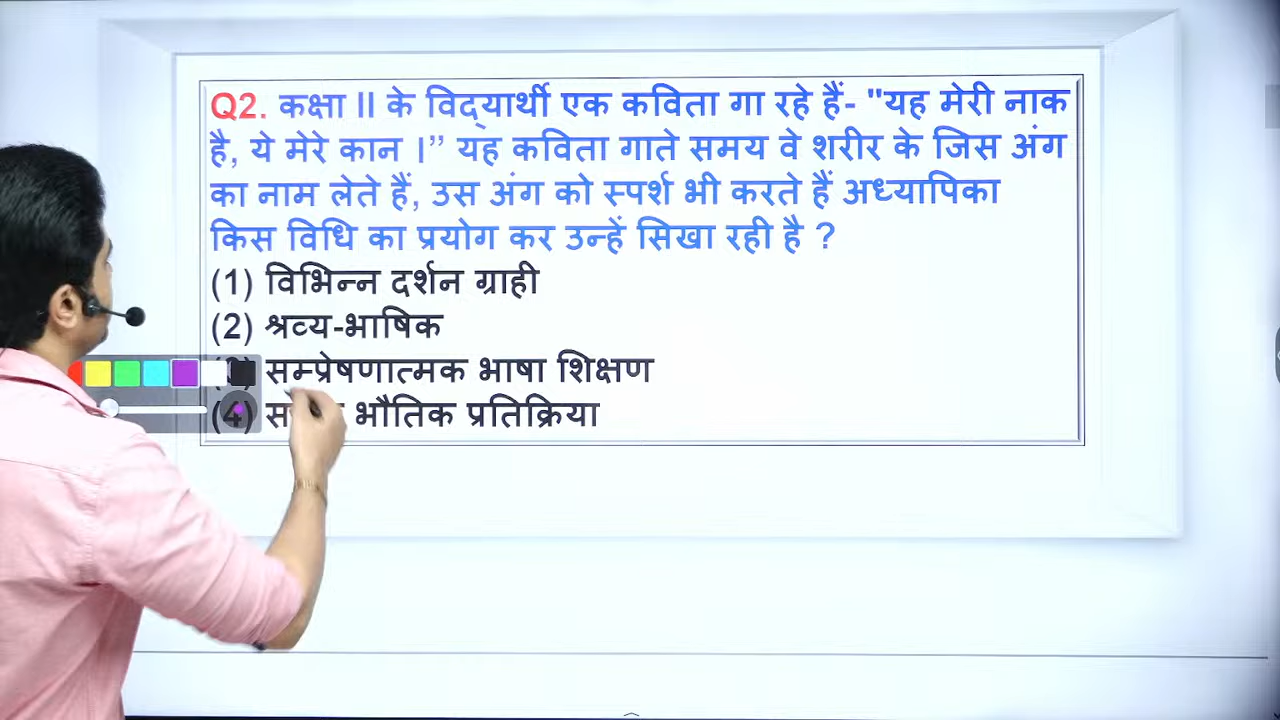 Q2. कक्षा II के विद्यार्थी एक कविता गा रहे हैं- "यह मेरी नाक
है, ये मेरे कान ।” यह कविता गाते समय वे शरीर के जिस अंग
का नाम लेते हैं, उस अंग को स्पर्श भी करते हैं अध्यापिका
किस विधि का प्रयोग कर उन्हें सिखा रही है ?
(1) विभिन्न दर्शन ग्राही
(2) श्रव्य-भाषिक
(3) सम्प्रेषणात्मक भाषा शिक्षण
(4) भौतिक प्रतिक्रिया